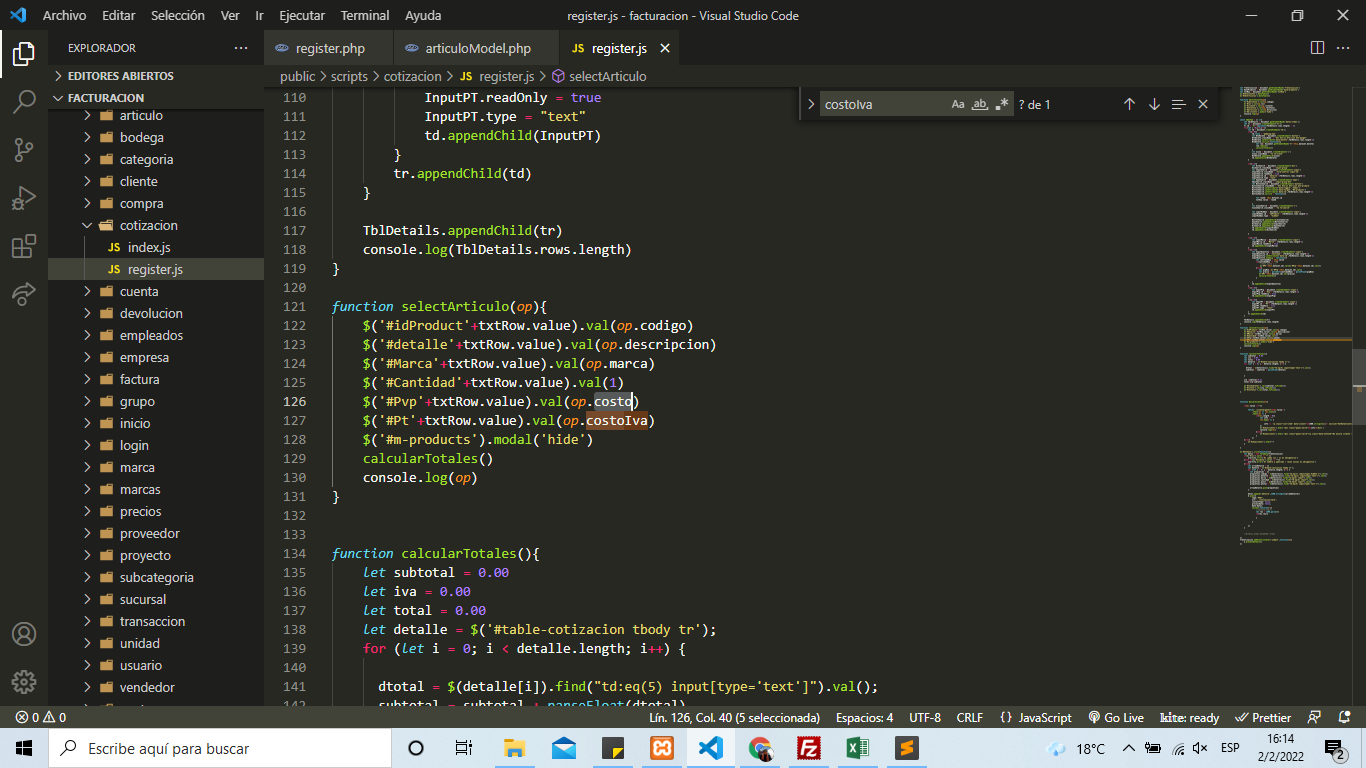 Archivo Editar Selección Ver Ir Ejecutar Terminal Ayuda register.js - facturacion - Visual Studio Code
EXPLORADOR ...
register.php articuloModel.php JS register.js
EDITORES ABIERTOS
public > scripts > cotizacion > JS register.js > selectArticulo
FACTURACION
articulo
bodega
categoria
cliente
compra
cotizacion
JS index.js
JS register.js
cuenta
devolucion
empleados
empresa
factura
grupo
inicio
login
marca
marcas
precios
proveedor
proyecto
subcategoria
sucursal
transaccion
unidad
usuario
vendedor
costoIva Aa ab .* ? de 1
110 InputPT.readOnly = true
111 InputPT.type = "text"
112 td.appendChild(InputPT)
113 }
114 tr.appendChild(td)
115 }
116
117 TblDetails.appendChild(tr)
118 console.log(TblDetails.rows.length)
119 }
120
121 function selectArticulo(op){
122 $('#idProduct'+txtRow.value).val(op.codigo)
123 $('#detalle'+txtRow.value).val(op.descripcion)
124 $('#Marca'+txtRow.value).val(op.marca)
125 $('#Cantidad'+txtRow.value).val(1)
126 $('#Pvp'+txtRow.value).val(op.costo)
127 $('#Pt'+txtRow.value).val(op.costoIva)
128 $('#m-products').modal('hide')
129 calcularTotales()
130 console.log(op)
131 }
132
133
134 function calcularTotales(){
135 let subtotal = 0.00
136 let iva = 0.00
137 let total = 0.00
138 let detalle = $('#table-cotizacion tbody tr');
139 for (let i = 0; i < detalle.length; i++) {
140
141 dtotal = $(detalle[i]).find("td:eq(5) input[type='text']").val();
142 subtotal = subtotal + parseFloat(dtotal)
0 0 Lín. 126, Col. 40 (5 seleccionada) Espacios: 4 UTF-8 CRLF {} JavaScript Go Live kite: ready Prettier
Escribe aquí para buscar
18°C ESP
16:14
2/2/2022
2